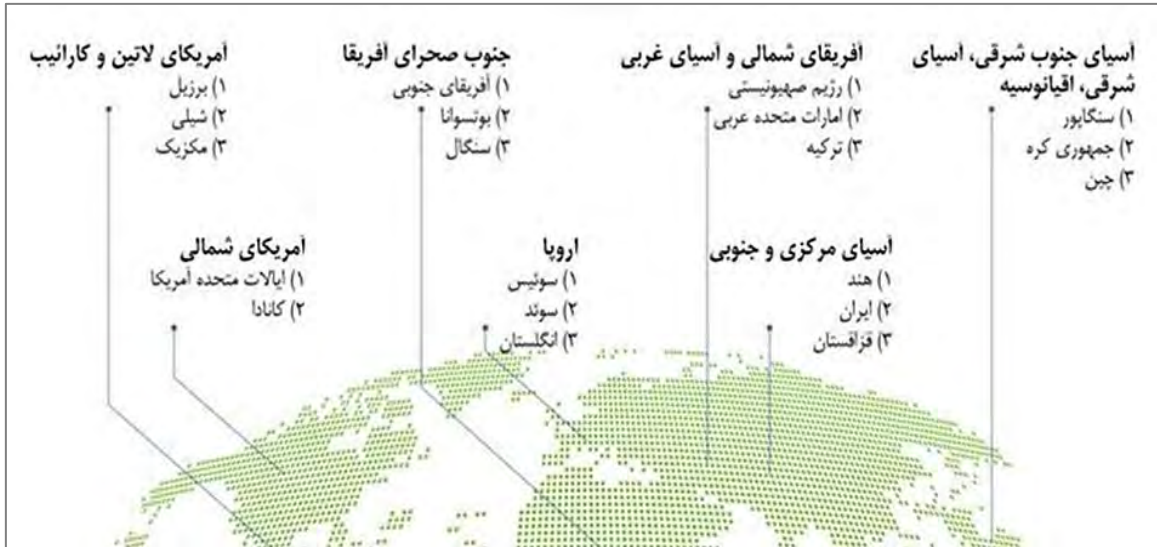 آسیای جنوب شرقی، آسیای
شرقی، اقیانوسیه
۱) سنگاپور
۲) جمهوری کره
۳) چین
آفریقای شمالی و آسیای غربی
۱) رژیم صهیونیستی
۲) امارات متحده عربی
۳) ترکیه
جنوب صحرای آفریقا
۱) آفریقای جنوبی
۲) بوتسوانا
۳) سنگال
آمریکای لاتین و کارائیب
۱) برزیل
۲) شیلی
۳) مکزیک
آسیای مرکزی و جنوبی
۱) هند
۲) ایران
۳) قزاقستان
اروپا
۱) سوئیس
۲) سوئد
۳) انگلستان
آمریکای شمالی
۱) ایالات متحده آمریکا
۲) کانادا